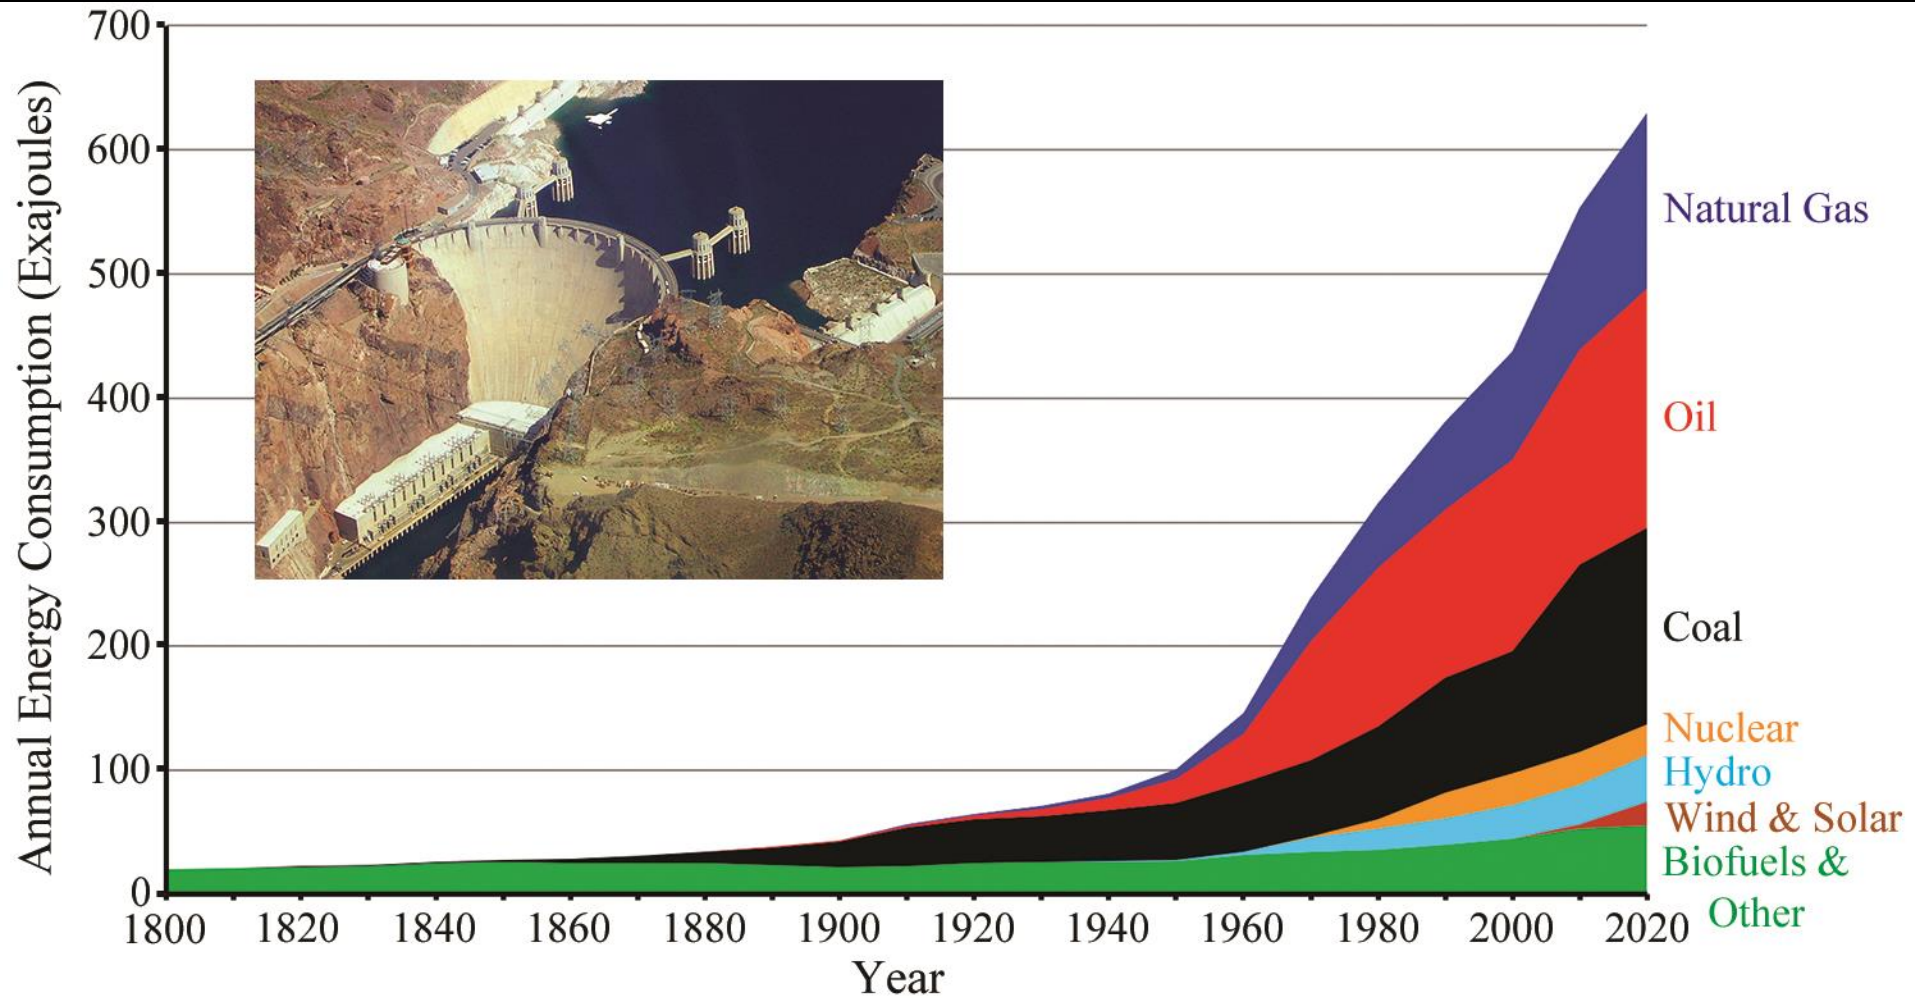 700
600
500
400
300
200
100
0
Annual Energy Consumption (Exajoules)
1800 1820 1840 1860 1880 1900 1920 1940 1960 1980 2000 2020
Year
Natural Gas
Oil
Coal
Nuclear
Hydro
Wind & Solar
Biofuels &
Other